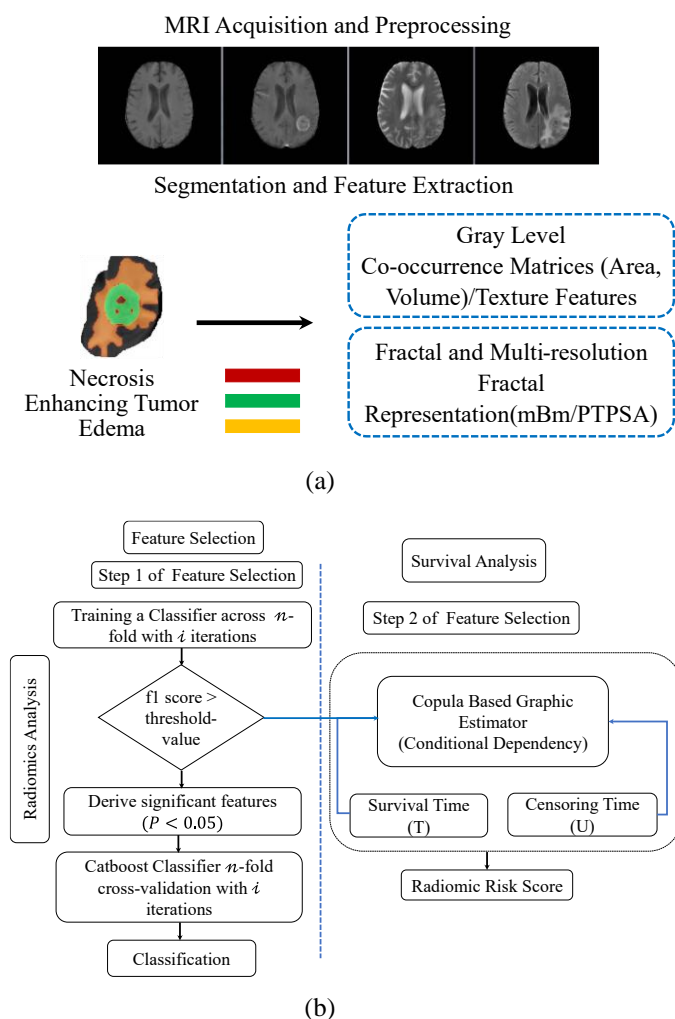 MRI Acquisition and Preprocessing
Segmentation and Feature Extraction
Gray Level
Co-occurrence Matrices (Area,
Volume)/Texture Features
Fractal and Multi-resolution
Fractal
Representation(mBm/PTPSA)
Necrosis
Enhancing Tumor
Edema
(a)
Feature Selection
Step 1 of Feature Selection
Training a Classifier across n-
fold with i iterations
Radiomics Analysis
f1 score >
threshold-
value
Derive significant features
(P < 0.05)
Catboost Classifier n-fold
cross-validation with i
iterations
Classification
Survival Analysis
Step 2 of Feature Selection
Copula Based Graphic
Estimator
(Conditional Dependency)
Survival Time
(T)
Censoring Time
(U)
Radiomic Risk Score
(b)